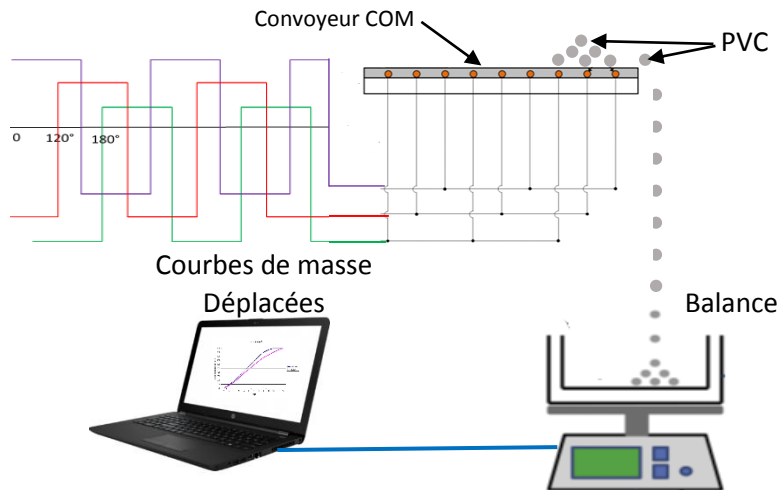 Convoyeur COM
PVC
0
120°
180°
Courbes de masse
Déplacées
Balance